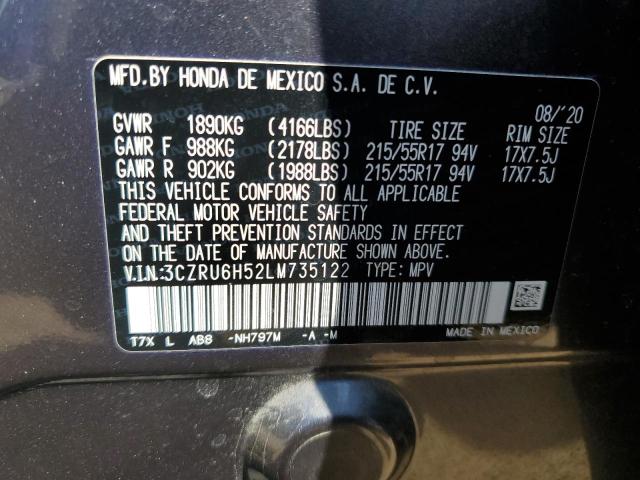 MFD.BY HONDA DE MEXICO S.A. DE C.V.
08/'20
GVWR 1890KG (4166LBS) TIRE SIZE RIM SIZE
GAWR F 988KG (2178LBS) 215/55R17 94V 17X7.5J
GAWR R 902KG (1988LBS) 215/55R17 94V 17X7.5J
THIS VEHICLE CONFORMS TO ALL APPLICABLE
FEDERAL MOTOR VEHICLE SAFETY
AND THEFT PREVENTION STANDARDS IN EFFECT
ON THE DATE OF MANUFACTURE SHOWN ABOVE.
V.I.N:3CZRU6H52LM735122 TYPE: MPV
T7X L AB8 -NH797M -A -M MADE IN MEXICO